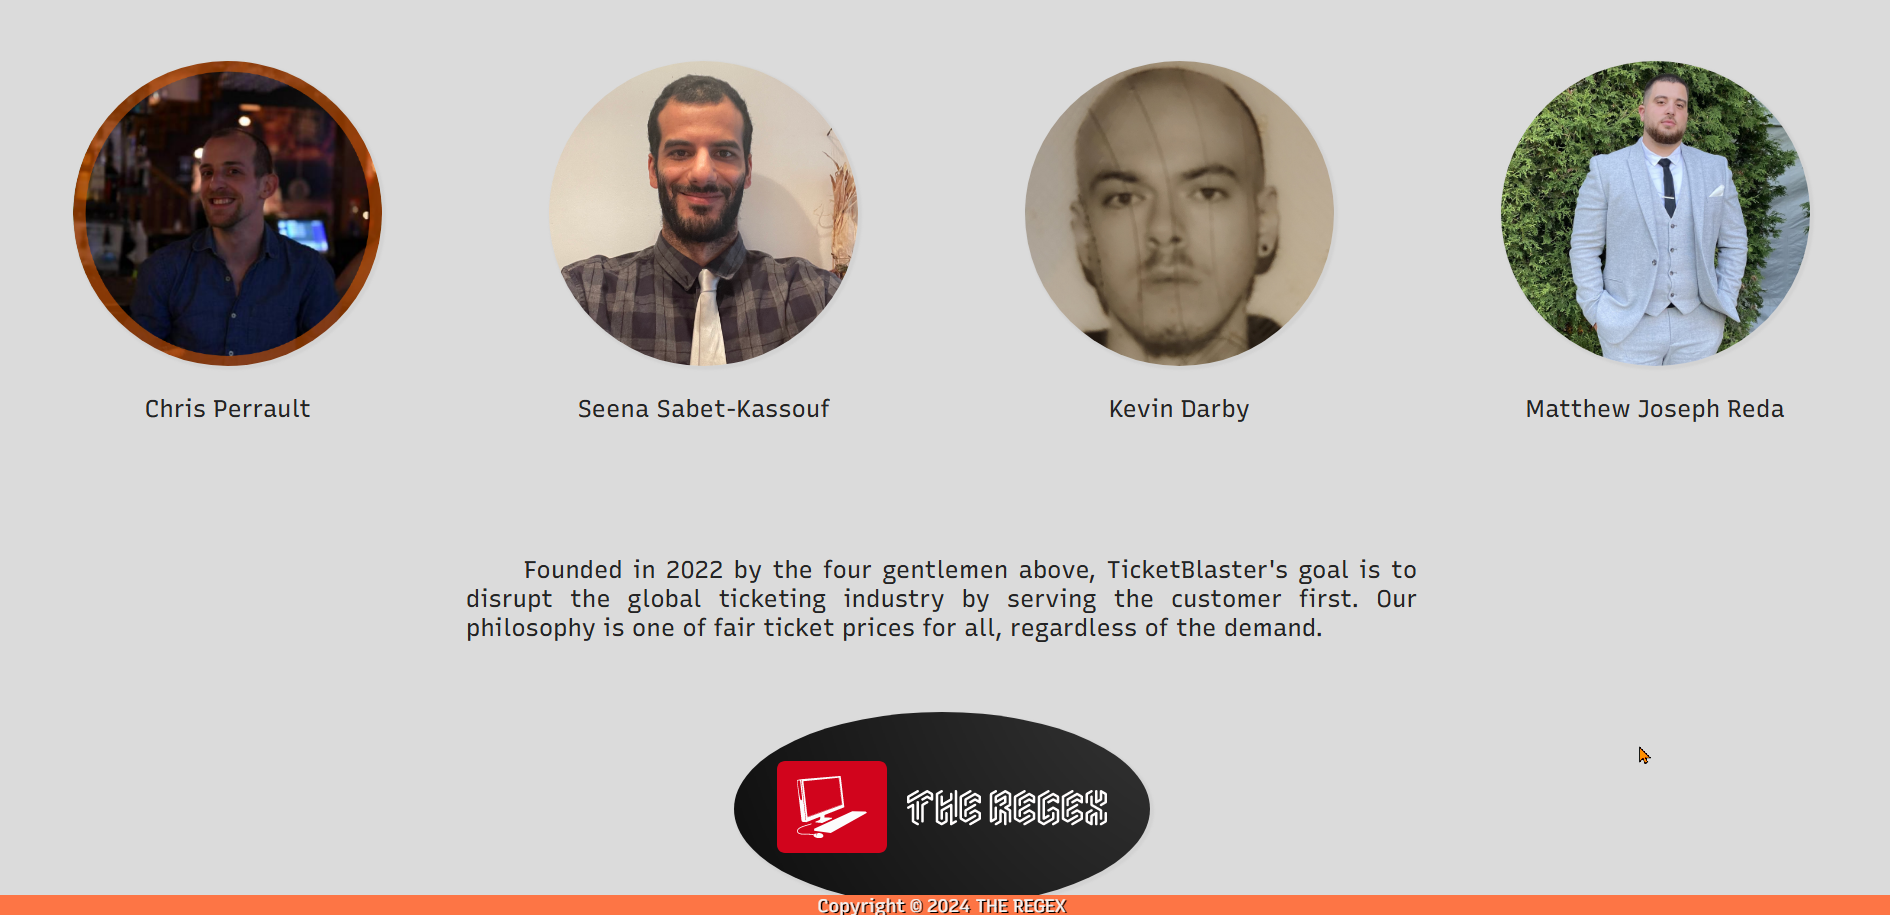 Chris Perrault
Seena Sabet-Kassouf
Kevin Darby
Matthew Joseph Reda
Founded in 2022 by the four gentlemen above, TicketBlaster's goal is to
disrupt the global ticketing industry by serving the customer first. Our
philosophy is one of fair ticket prices for all, regardless of the demand.
THE REGEX
Copyright © 2024 THE REGEX